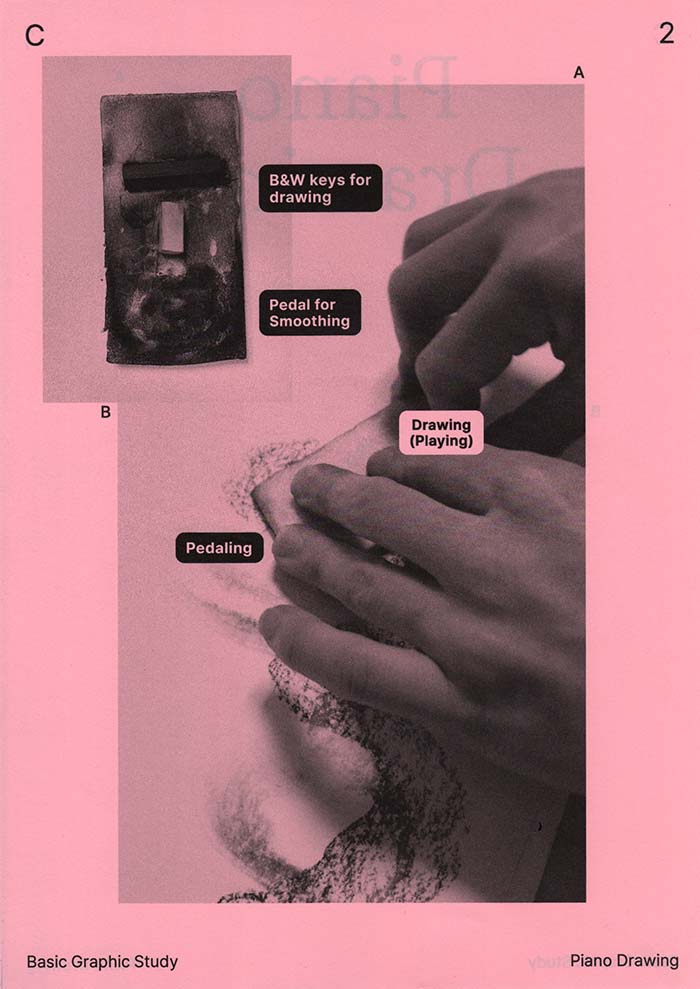 C
2
A
B&W keys for
drawing
Pedal for
Smoothing
B
Drawing
(Playing)
Pedaling
Basic Graphic Study
Piano Drawing